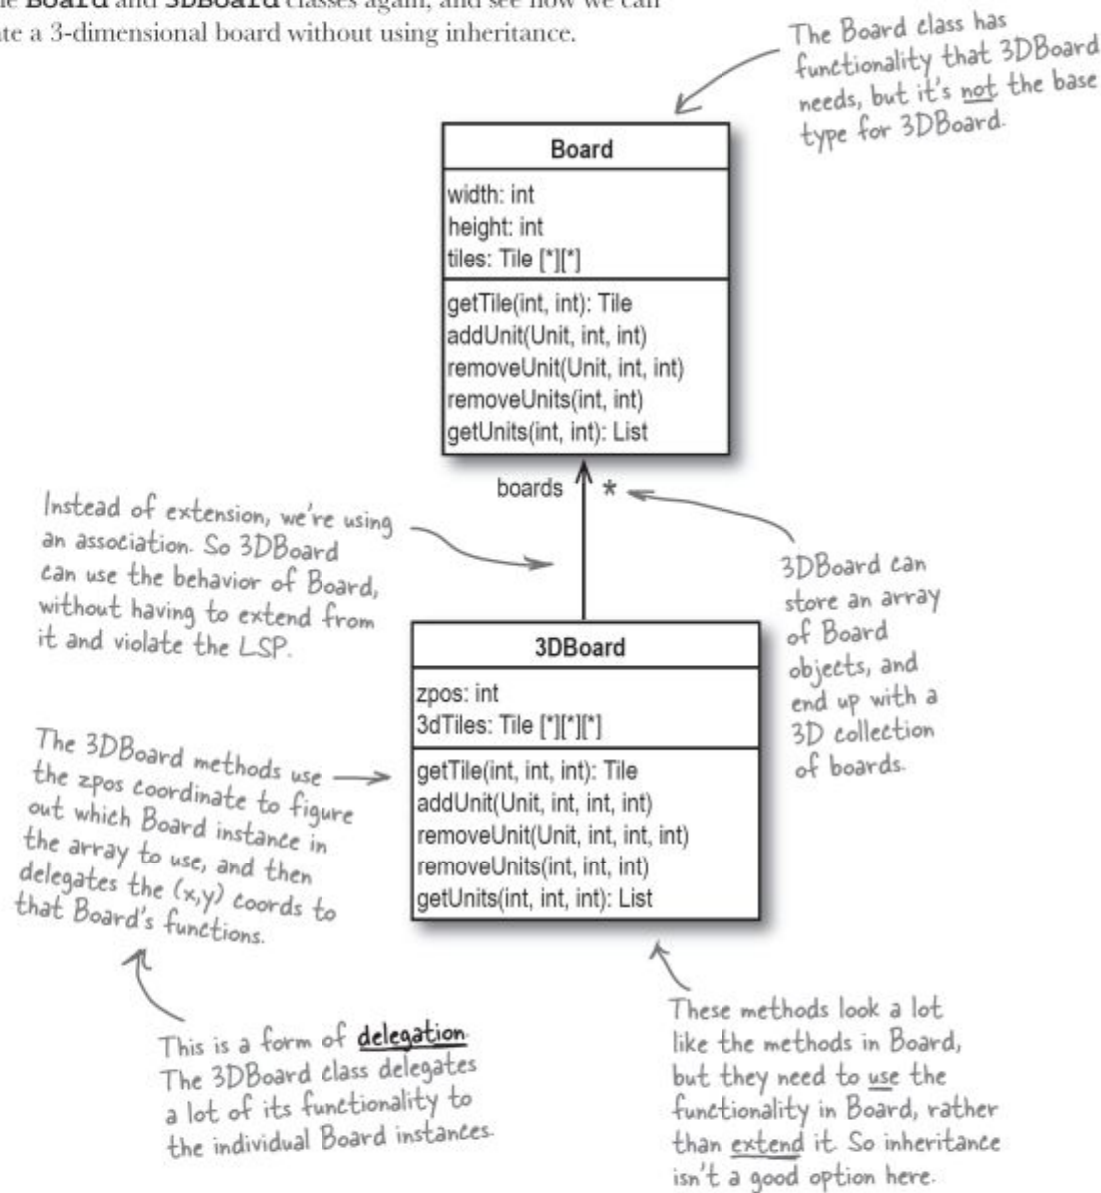 Board and 3DBoard classes again, and see how we can
a 3-dimensional board without using inheritance.
The Board class has
functionality that 3DBoard
needs, but it's not the base
type for 3DBoard.
Board
width: int
height: int
tiles: Tile [*][*]
getTile(int, int): Tile
addUnit(Unit, int, int)
removeUnit(Unit, int, int)
removeUnits(int, int)
getUnits(int, int): List
boards *
Instead of extension, we're using
an association. So 3DBoard
can use the behavior of Board,
without having to extend from
it and violate the LSP.
3DBoard can
store an array
of Board
objects, and
end up with a
3D collection
of boards.
3DBoard
zpos: int
3dTiles: Tile [*][*][*]
getTile(int, int, int): Tile
addUnit(Unit, int, int, int)
removeUnit(Unit, int, int, int)
removeUnits(int, int, int)
getUnits(int, int, int): List
The 3DBoard methods use
the zpos coordinate to figure
out which Board instance in
the array to use, and then
delegates the (x,y) coords to
that Board's functions.
This is a form of delegation.
The 3DBoard class delegates
a lot of its functionality to
the individual Board instances.
These methods look a lot
like the methods in Board,
but they need to use the
functionality in Board, rather
than extend it. So inheritance
isn't a good option here.